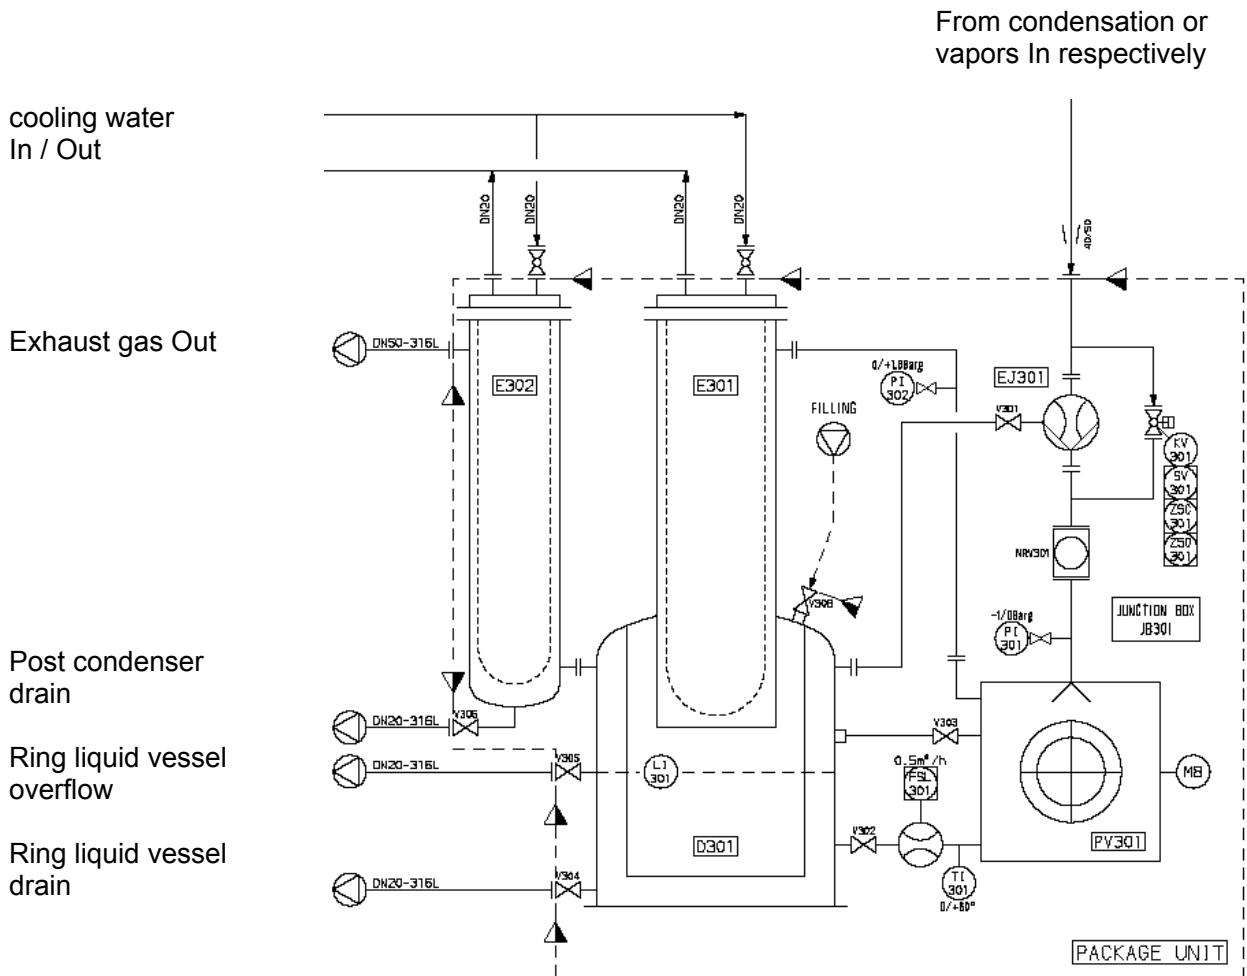 From condensation or
vapors In respectively
cooling water
In / Out
DN20
DN20
DN20
DN20
40/50
Exhaust gas Out
DN50-316L
E302
E301
0/+1.8Barg
PI
302
EJ301
V301
FILLING
KV
301
SV
301
ZSC
301
ZSO
301
NRV301
V308
-1/0Barg
PI
301
JUNCTION BOX
JB301
Post condenser
drain
DN20-316L
V306
Ring liquid vessel
overflow
DN20-316L
V305
LI
301
V303
0.5m³/h
FSL
301
M8
Ring liquid vessel
drain
DN20-316L
V304
D301
V302
PV301
TI
301
0/+60°
PACKAGE UNIT